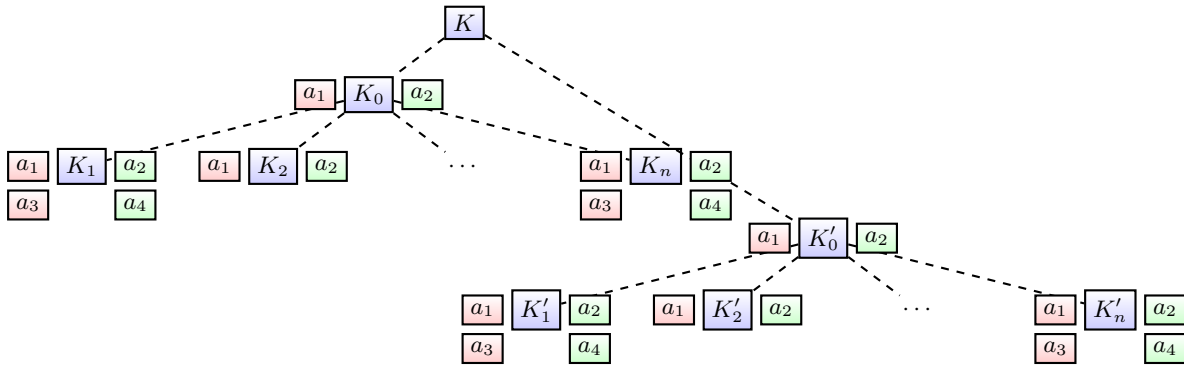 K
a₁ K₀ a₂
a₁ K₁ a₂ a₁ K₂ a₂ ... a₁ Kₙ a₂
a₃ a₄ a₃ a₄
a₁ K′₀ a₂
a₁ K′₁ a₂ a₁ K′₂ a₂ ... a₁ K′ₙ a₂
a₃ a₄ a₃ a₄